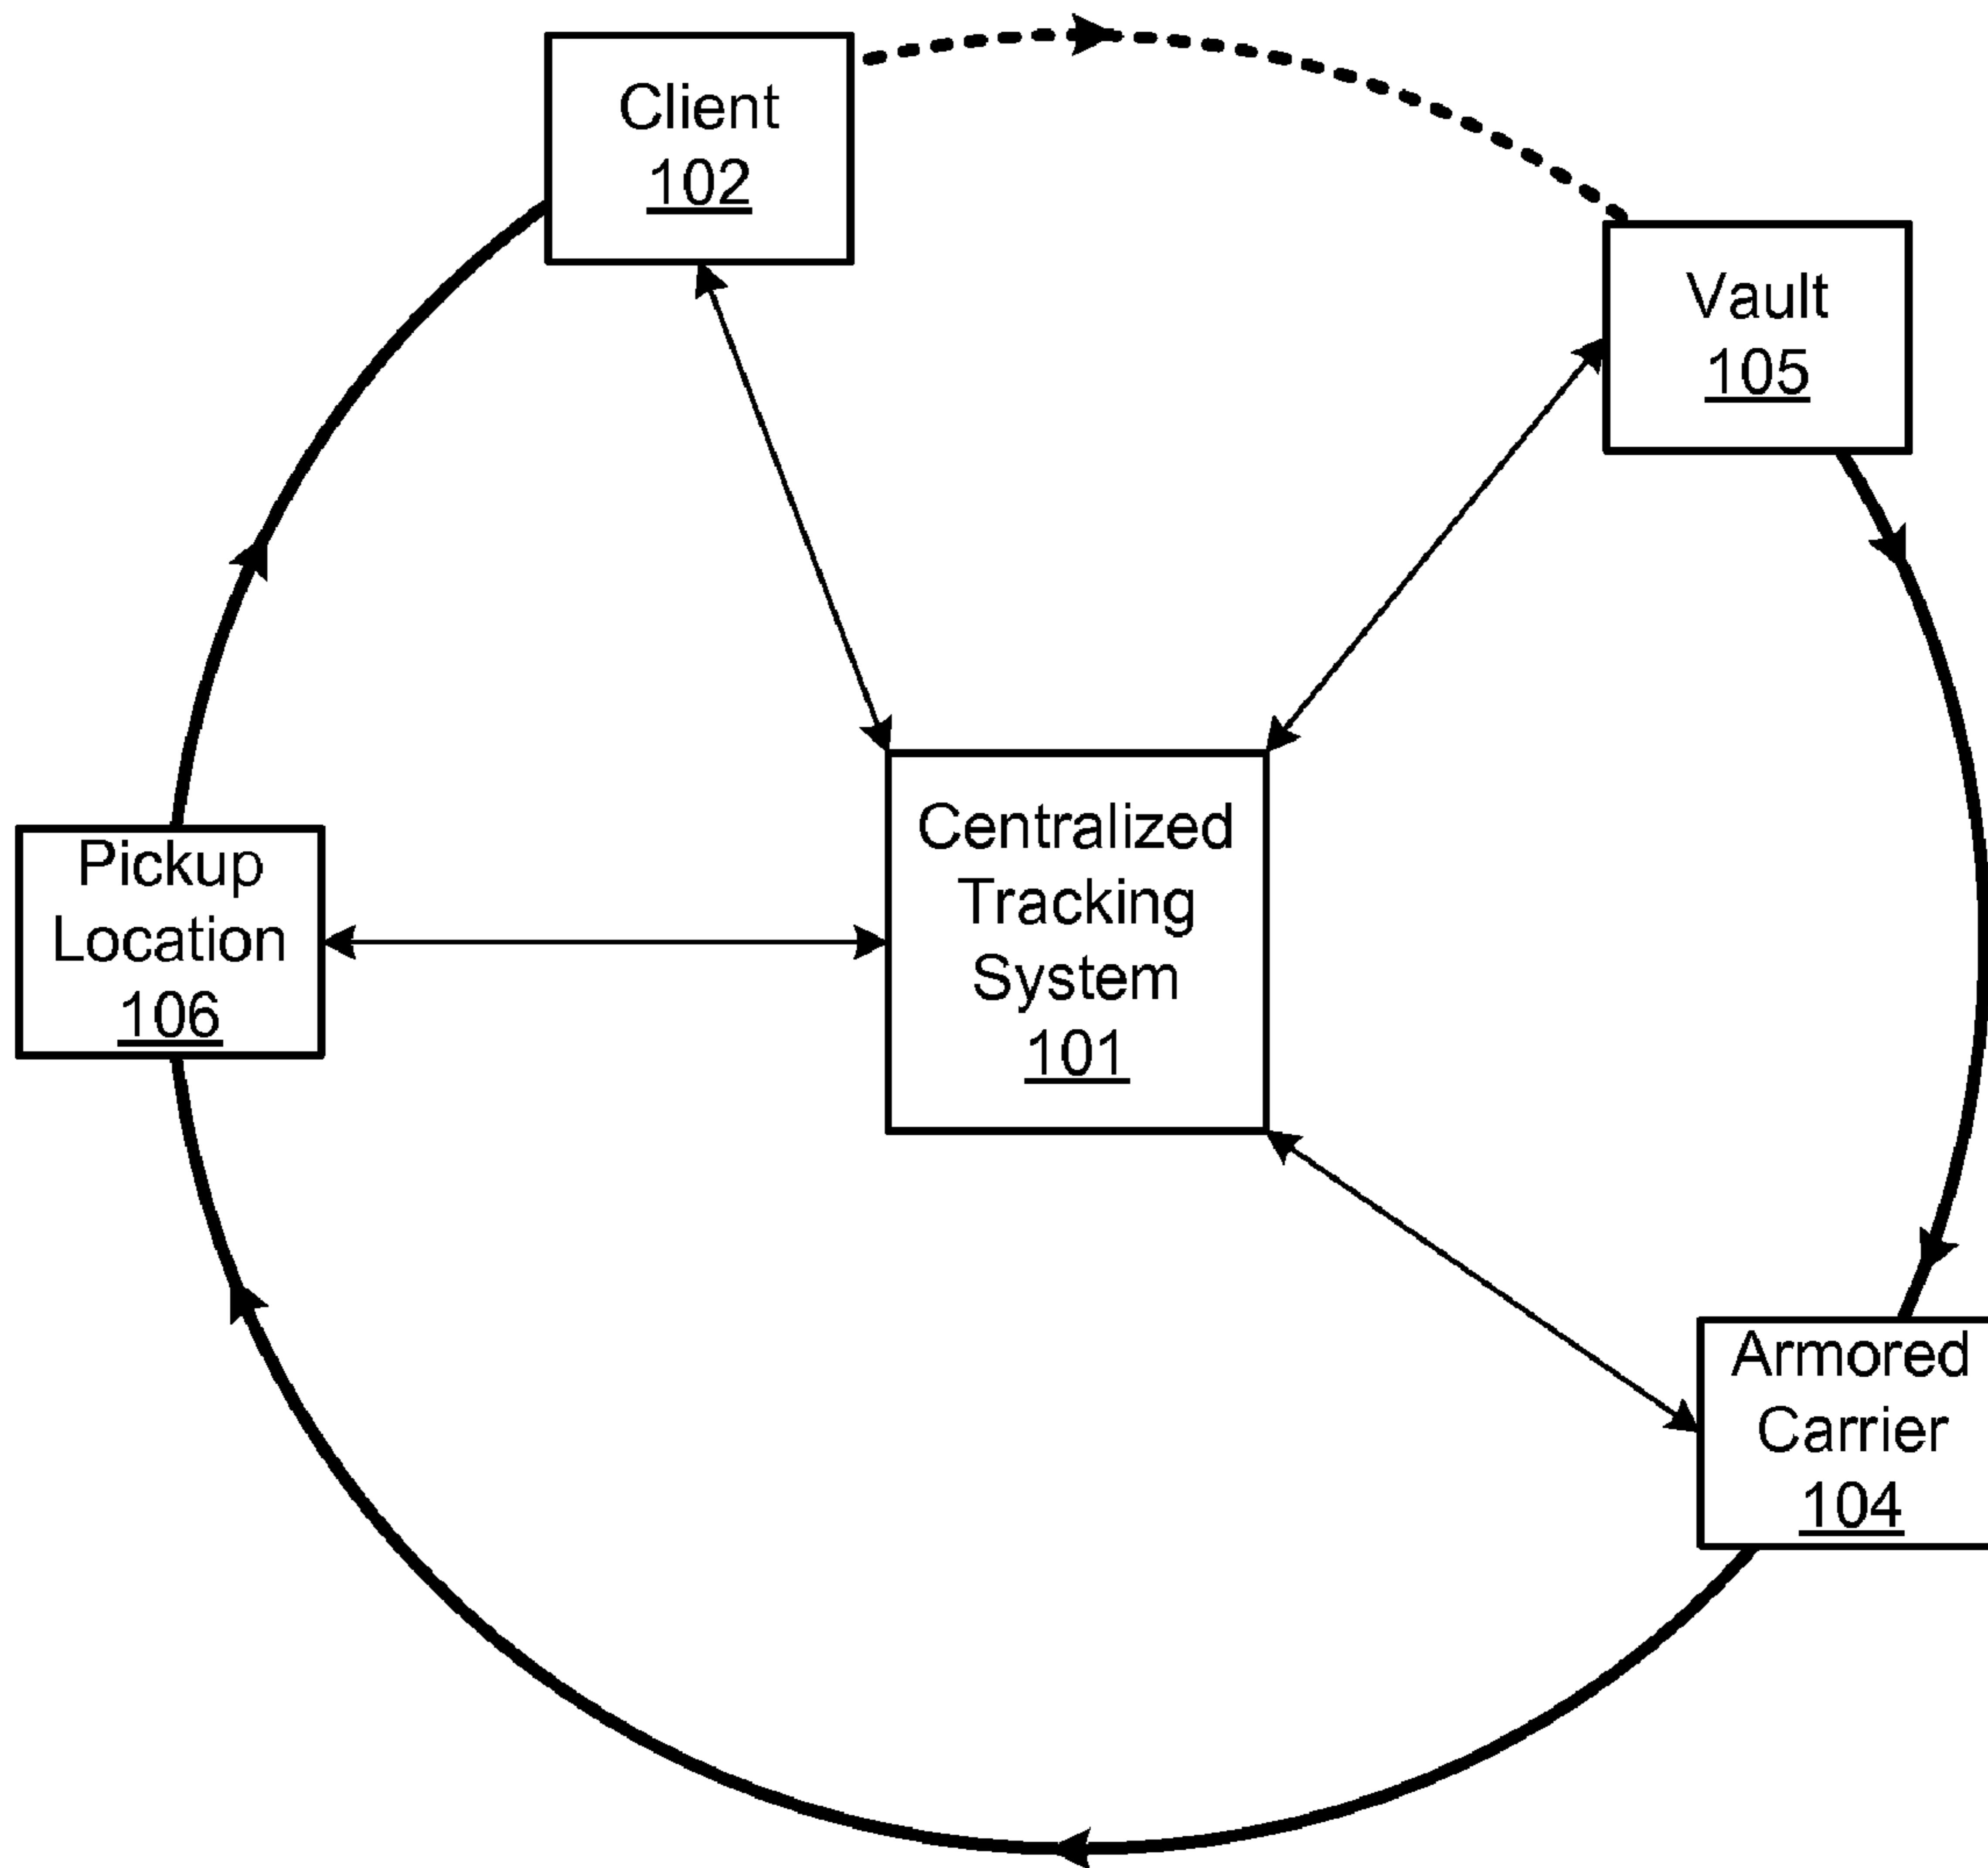 Client
102
Vault
105
Centralized
Tracking
System
101
Pickup
Location
106
Armored
Carrier
104